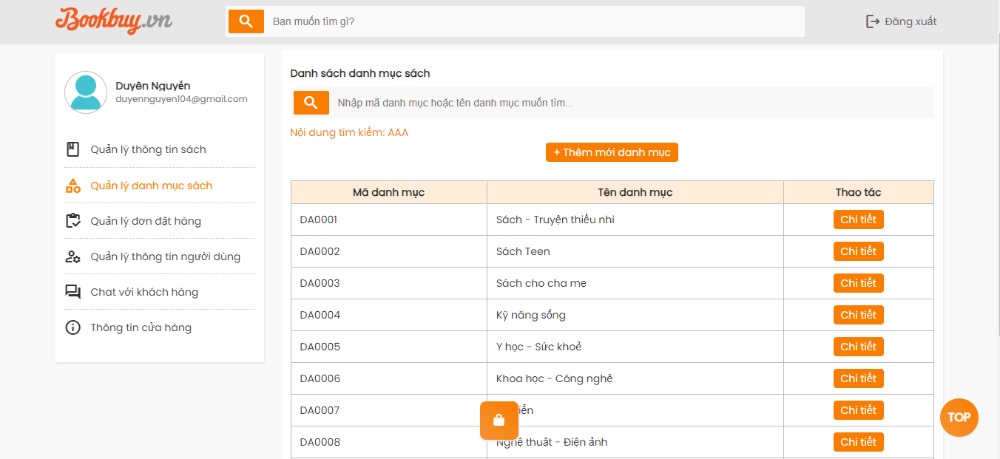 Bookbuy.vn
Bạn muốn tìm gì?
Đăng xuất
Duyên Nguyễn
duyennguyen104@gmail.com
Quản lý thông tin sách
Quản lý danh mục sách
Quản lý đơn đặt hàng
Quản lý thông tin người dùng
Chat với khách hàng
Thông tin cửa hàng
Danh sách danh mục sách
Nhập mã danh mục hoặc tên danh mục muốn tìm...
Nội dung tìm kiếm: AAA
+ Thêm mới danh mục
Mã danh mục Tên danh mục Thao tác
DA0001 Sách - Truyện thiếu nhi Chi tiết
DA0002 Sách Teen Chi tiết
DA0003 Sách cho cha mẹ Chi tiết
DA0004 Kỹ năng sống Chi tiết
DA0005 Y học - Sức khoẻ Chi tiết
DA0006 Khoa học - Công nghệ Chi tiết
DA0007 Chi tiết
DA0008 Nghệ thuật - Điện ảnh Chi tiết
TOP